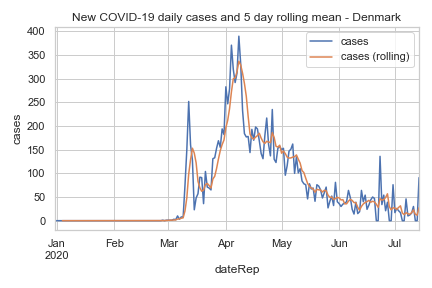 New COVID-19 daily cases and 5 day rolling mean - Denmark
400
350
300
250
200
150
100
50
0
cases
cases
cases (rolling)
Jan
2020
Feb
Mar
Apr
May
Jun
Jul
dateRep